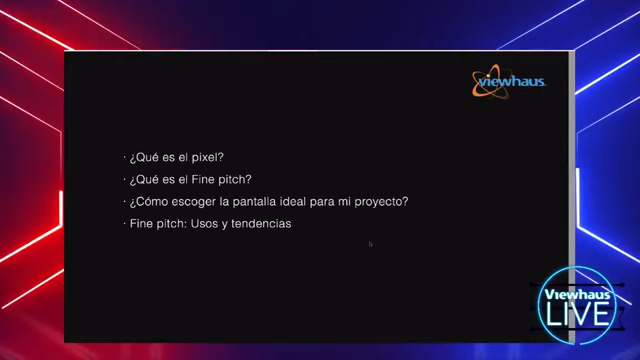 viewhaus
· ¿Qué es el pixel?
· ¿Qué es el Fine pitch?
· ¿Cómo escoger la pantalla ideal para mi proyecto?
· Fine pitch: Usos y tendencias
Viewhaus
LIVE